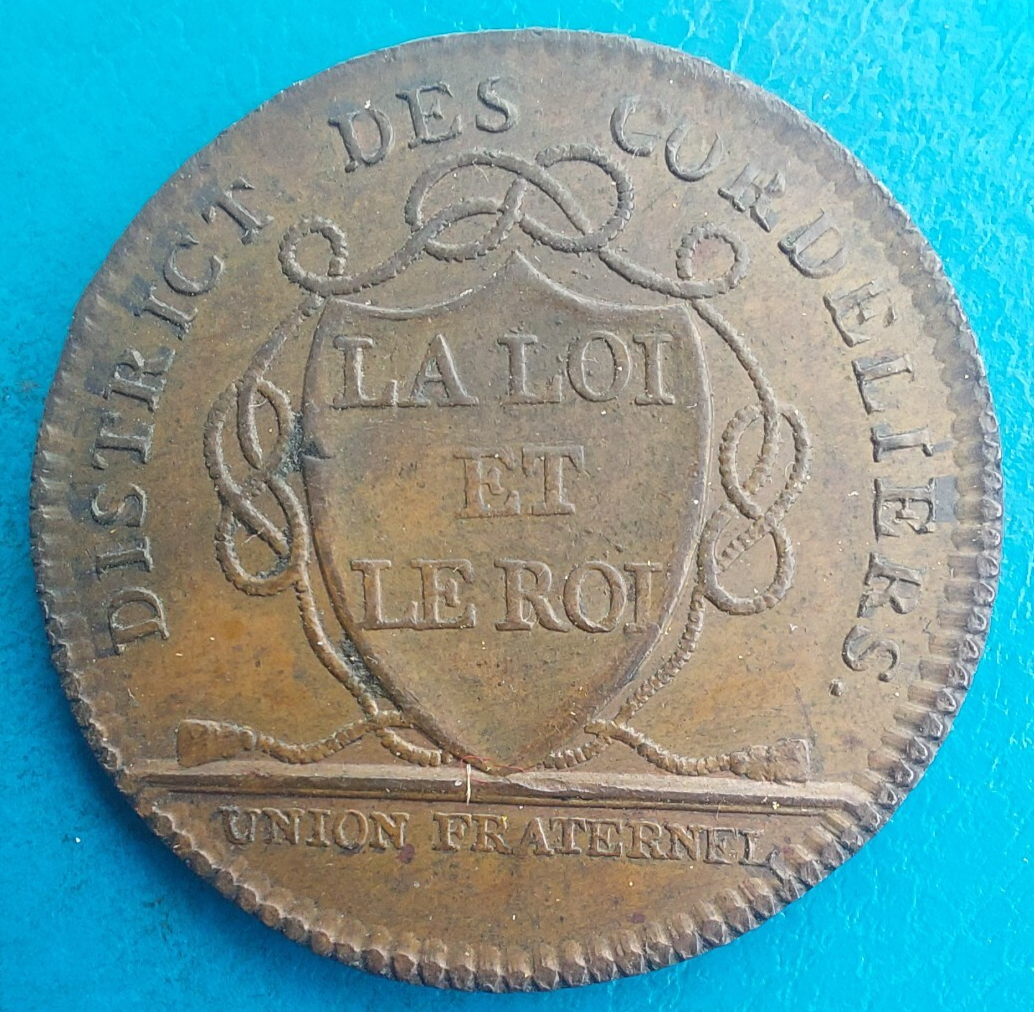 DISTRICT DES CORDELIERS.
LA LOI
ET
LE ROI
UNION FRATERNEL